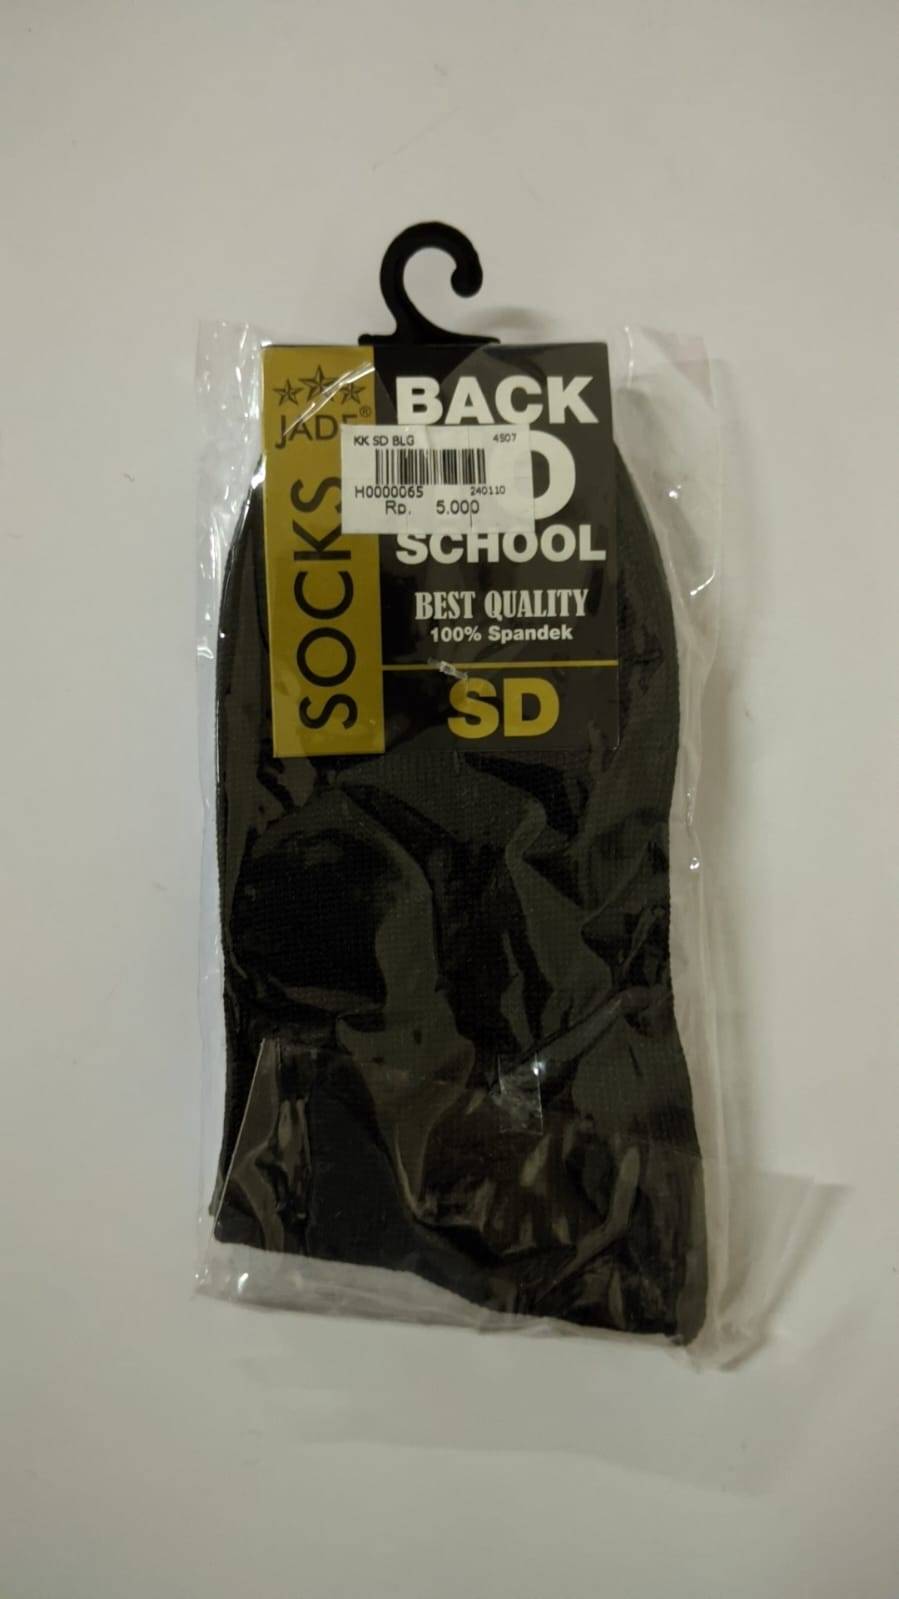 JADE®
SOCKS
BACK
SCHOOL
BEST QUALITY
100% Spandek
SD
KK SD BLG 4507
H0000065 240110
Rp. 5.000